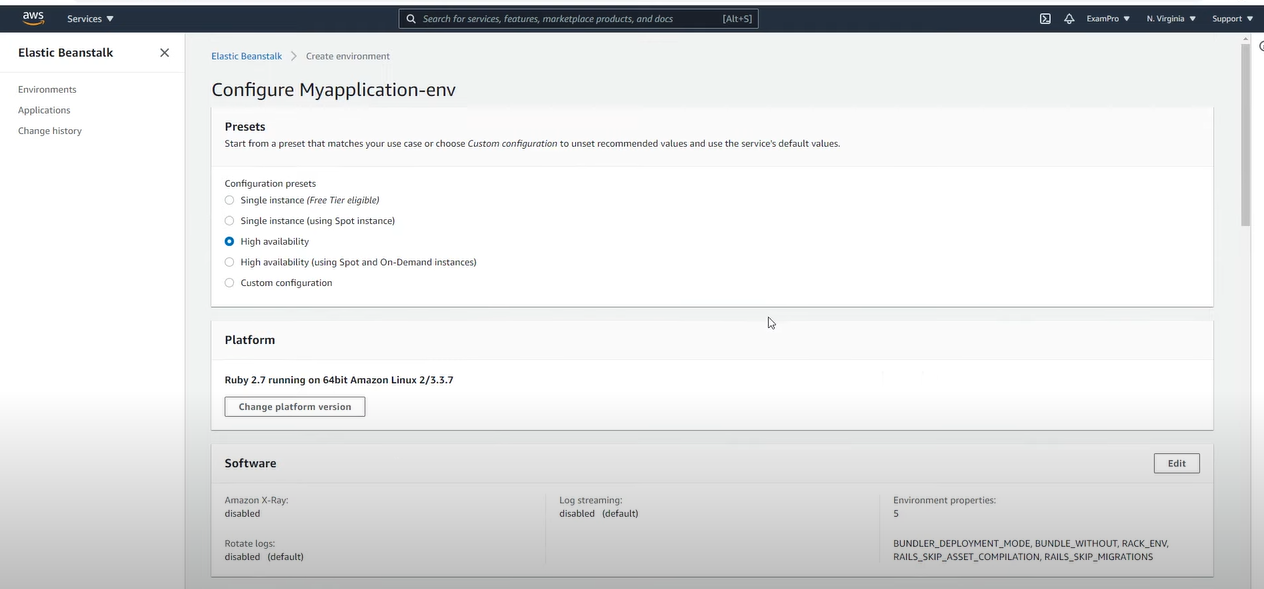 aws
Services ▼
Search for services, features, marketplace products, and docs
[Alt+S]
ExamPro ▼
N. Virginia ▼
Support ▼
Elastic Beanstalk
Environments
Applications
Change history
Elastic Beanstalk > Create environment
Configure Myapplication-env
Presets
Start from a preset that matches your use case or choose Custom configuration to unset recommended values and use the service's default values.
Configuration presets
Single instance (Free Tier eligible)
Single instance (using Spot instance)
High availability
High availability (using Spot and On-Demand instances)
Custom configuration
Platform
Ruby 2.7 running on 64bit Amazon Linux 2/3.3.7
Change platform version
Software
Edit
Amazon X-Ray:
disabled
Rotate logs:
disabled (default)
Log streaming:
disabled (default)
Environment properties:
5
BUNDLER_DEPLOYMENT_MODE, BUNDLE_WITHOUT, RACK_ENV,
RAILS_SKIP_ASSET_COMPILATION, RAILS_SKIP_MIGRATIONS